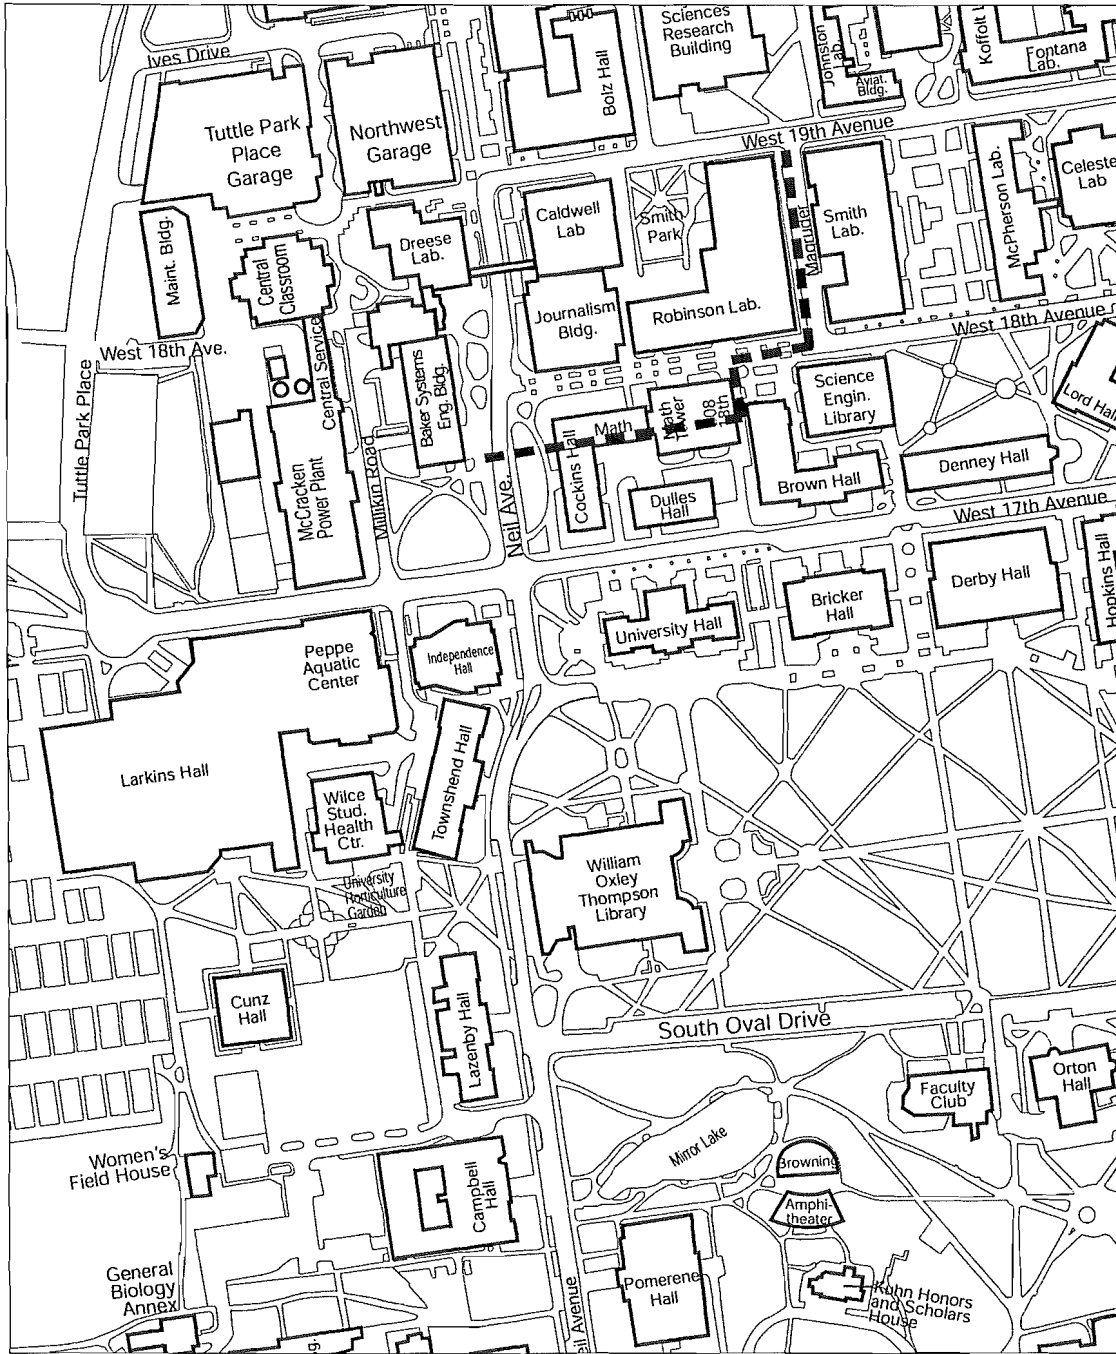 Ives Drive
Tuttle Park
Place
Garage
Northwest
Garage
Bolz Hall
Sciences
Research
Building
Johnston
Lab.
Aviat.
Bldg.
Koffolt L
Fontana
Lab.
West 19th Avenue
Maint. Bldg.
Central
Classroom
Dreese
Lab.
Caldwell
Lab
Smith
Park
Magruder
Smith
Lab.
McPherson Lab.
Celeste
Lab
Journalism
Bldg.
Robinson Lab.
West 18th Avenue
West 18th Ave.
Central Service
Baker Systems
Eng. Bldg.
Science
Engin.
Library
Lord Hall
Tuttle Park Place
McCracken
Power Plant
Millikin Road
Neil Ave.
Cockins Hall
Math
Math
Tower
18th
Dulles
Hall
Brown Hall
Denney Hall
West 17th Avenue
Derby Hall
Hopkins Hall
Bricker
Hall
University Hall
Peppe
Aquatic
Center
Independence
Hall
Larkins Hall
Townshend Hall
Wilce
Stud.
Health
Ctr.
University
Horticulture
Garden
William
Oxley
Thompson
Library
Cunz
Hall
Lazenby Hall
South Oval Drive
Faculty
Club
Orton
Hall
Mirror Lake
Browning
Amphi-
theater
Women's
Field House
Campbell
Hall
General
Biology
Annex
Pomerene
Hall
Kuhn Honors
and Scholars
House
eil Avenue
g.